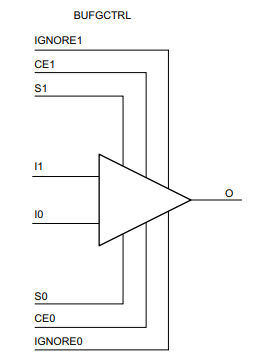 BUFGCTRL
IGNORE1
CE1
S1
I1
I0
O
S0
CE0
IGNORE0